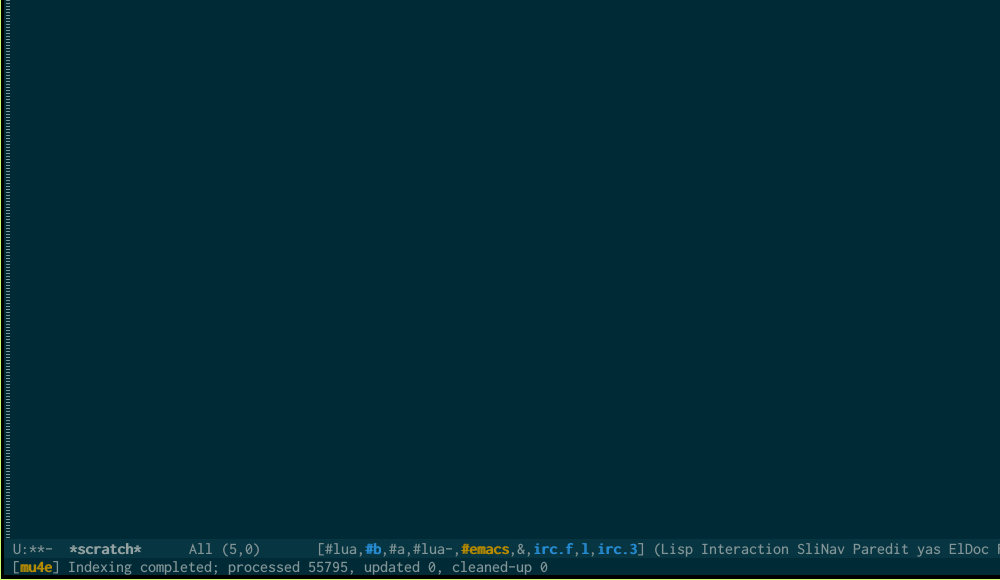 U:**-  *scratch*      All (5,0)       [#lua,#b,#a,#lua-,#emacs,&,irc.f,l,irc.3] (Lisp Interaction SliNav Paredit yas ElDoc
[mu4e] Indexing completed; processed 55795, updated 0, cleaned-up 0